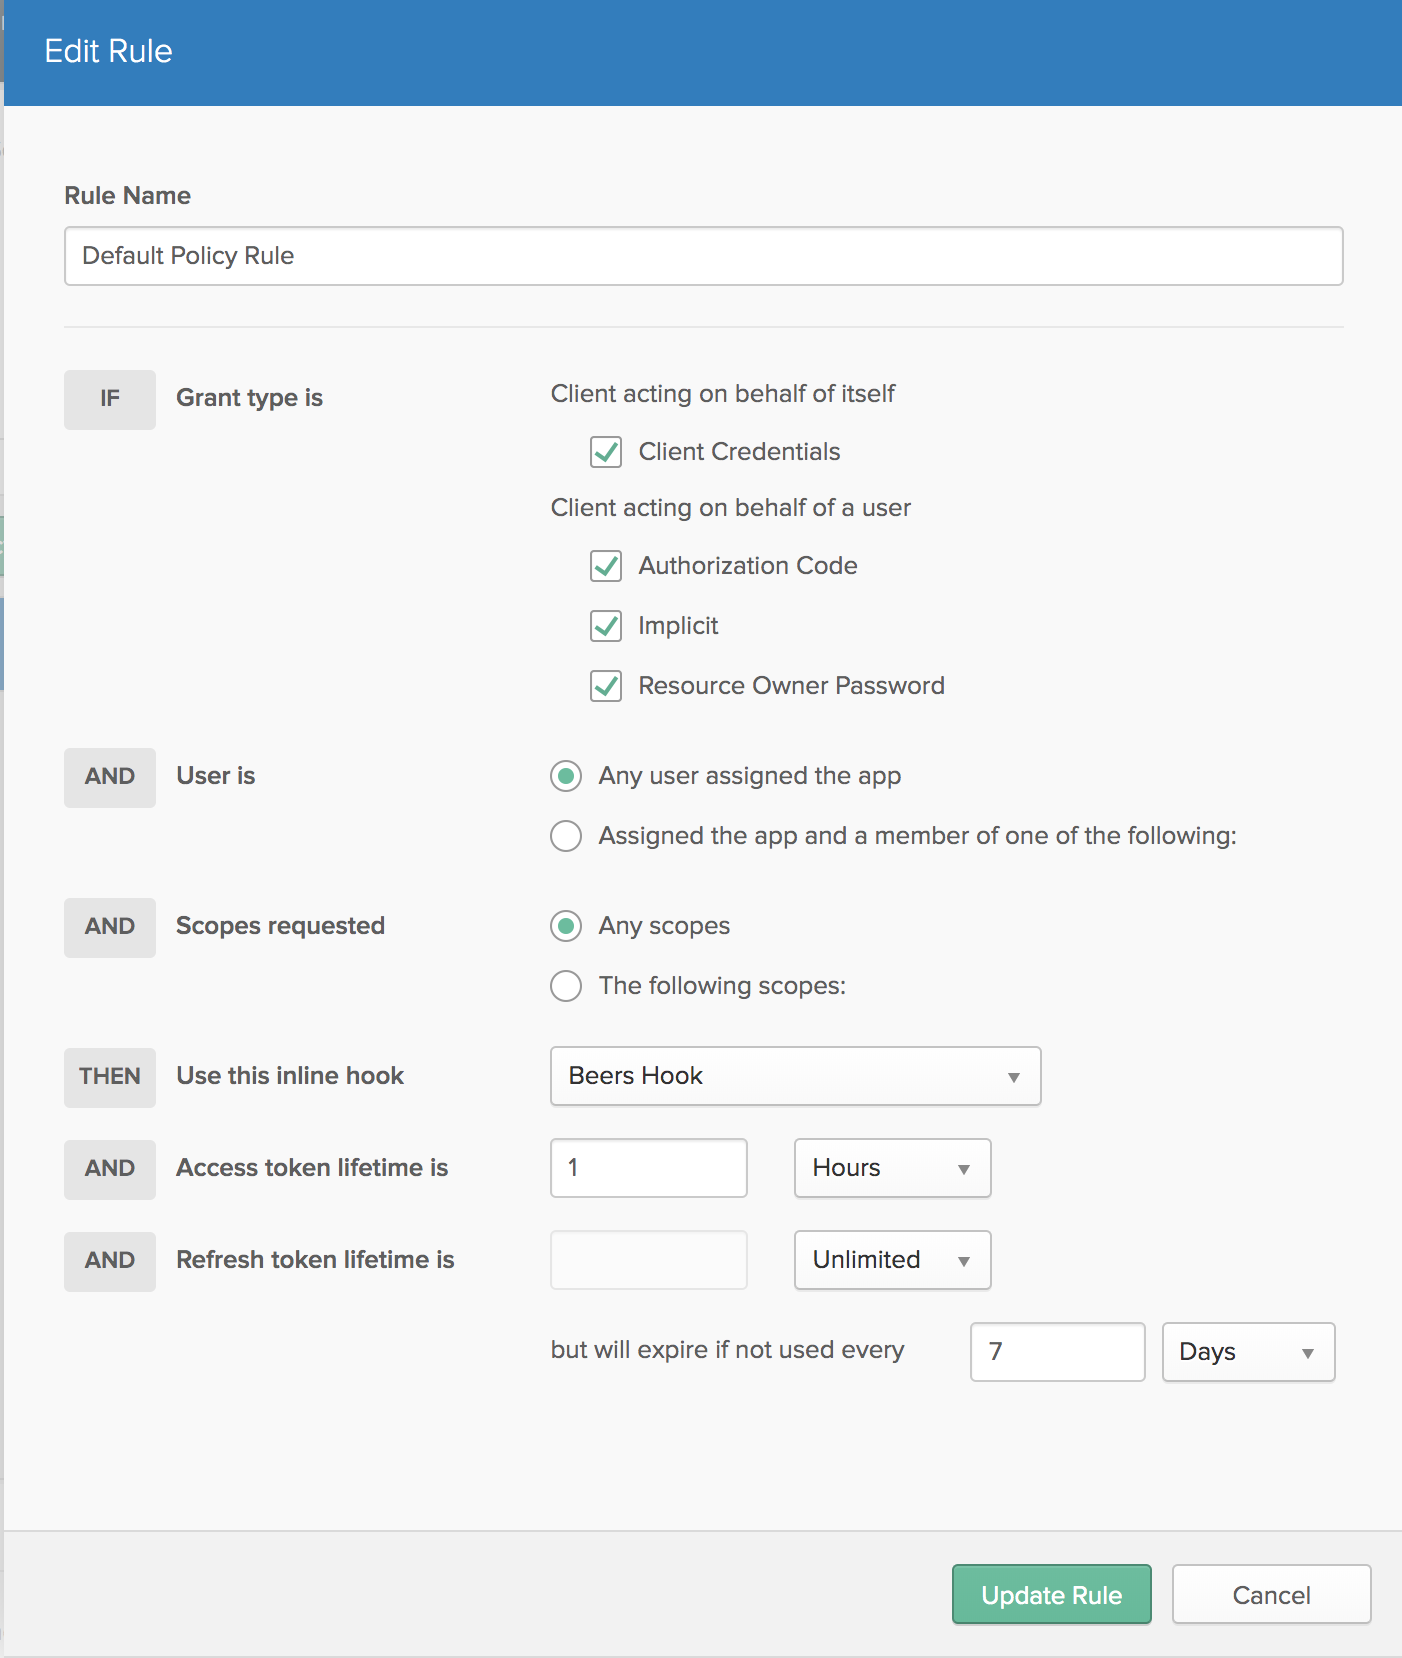 Edit Rule
Rule Name
Default Policy Rule
IF Grant type is Client acting on behalf of itself
Client Credentials
Client acting on behalf of a user
Authorization Code
Implicit
Resource Owner Password
AND User is Any user assigned the app
Assigned the app and a member of one of the following:
AND Scopes requested Any scopes
The following scopes:
THEN Use this inline hook Beers Hook
AND Access token lifetime is 1 Hours
AND Refresh token lifetime is Unlimited
but will expire if not used every 7 Days
Update Rule Cancel